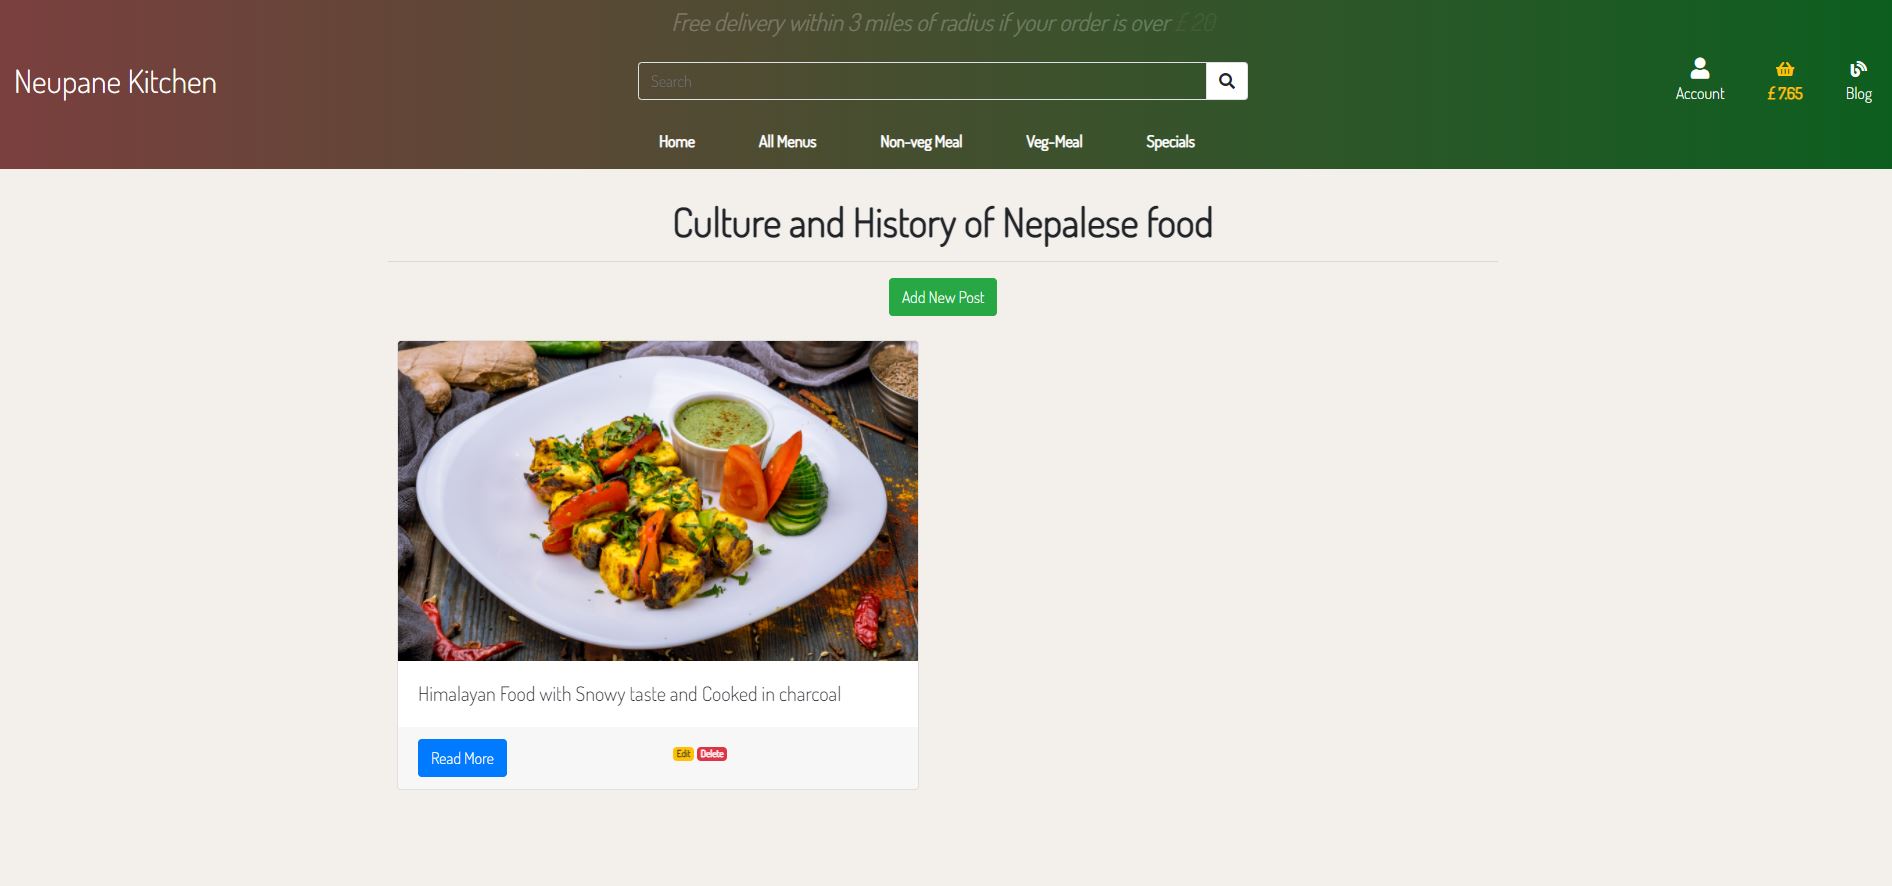 Free delivery within 3 miles of radius if your order is over £ 20
Neupane Kitchen
Search
Account
£ 7.65
Blog
Home
All Menus
Non-veg Meal
Veg-Meal
Specials
Culture and History of Nepalese food
Add New Post
Himalayan Food with Snowy taste and Cooked in charcoal
Read More
Edit
Delete